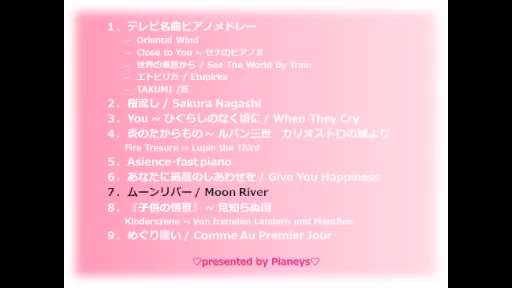 1. テレビ名曲ピアノメドレー
– Oriental Wind
– Close to You ~ セナのピアノⅡ
– 世界の車窓から / See The World By Train
– エトピリカ / Etupirka
– TAKUMI /匠
2. 桜流し / Sakura Nagashi
3. You ~ ひぐらしのなく頃に / When They Cry
4. 炎のたからもの ~ ルパン三世 カリオストロの城より
Fire Tresure ~ Lupin the Third
5. Asience-fast piano
6. あなたに最高のしあわせを / Give You Happiness
7. ムーンリバー / Moon River
8. 『子供の情景』 ~ 見知らぬ国
Kinderszene ~ Von fremden Landern und Menchen
9. めぐり逢い / Comme Au Premier Jour
♡presented by Pianeys♡